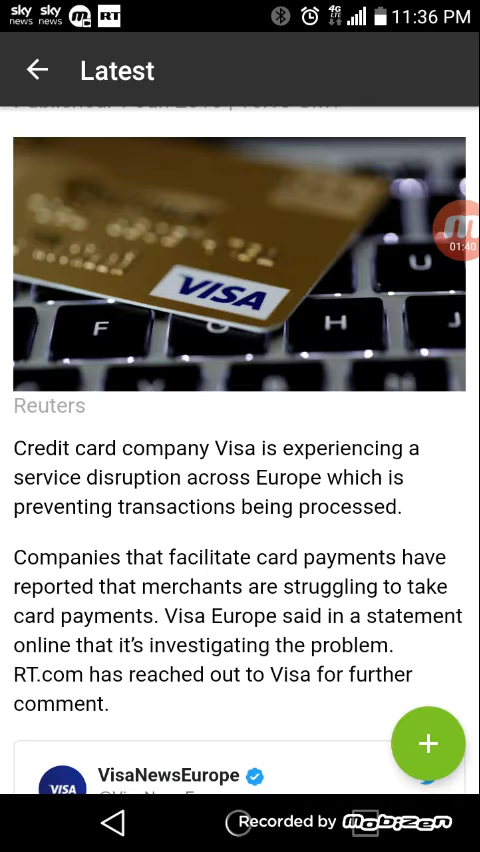 sky sky RT 4G 11:36 PM
news news LTE
Latest
VISA
U
F
H
J
01:40
Reuters
Credit card company Visa is experiencing a
service disruption across Europe which is
preventing transactions being processed.
Companies that facilitate card payments have
reported that merchants are struggling to take
card payments. Visa Europe said in a statement
online that it's investigating the problem.
RT.com has reached out to Visa for further
comment.
+
VISA VisaNewsEurope
Recorded by Mobizen